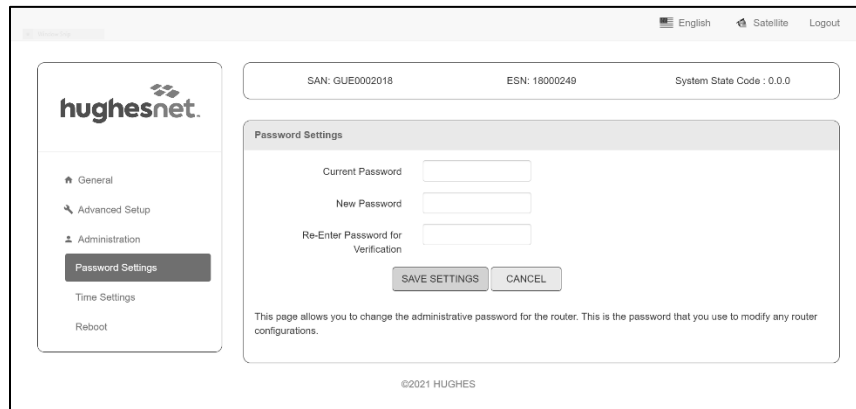 English Satellite Logout
hughesnet.
SAN: GUE0002018 ESN: 18000249 System State Code : 0.0.0
General
Advanced Setup
Administration
Password Settings
Time Settings
Reboot
Password Settings
Current Password
New Password
Re-Enter Password for
Verification
SAVE SETTINGS CANCEL
This page allows you to change the administrative password for the router. This is the password that you use to modify any router
configurations.
©2021 HUGHES